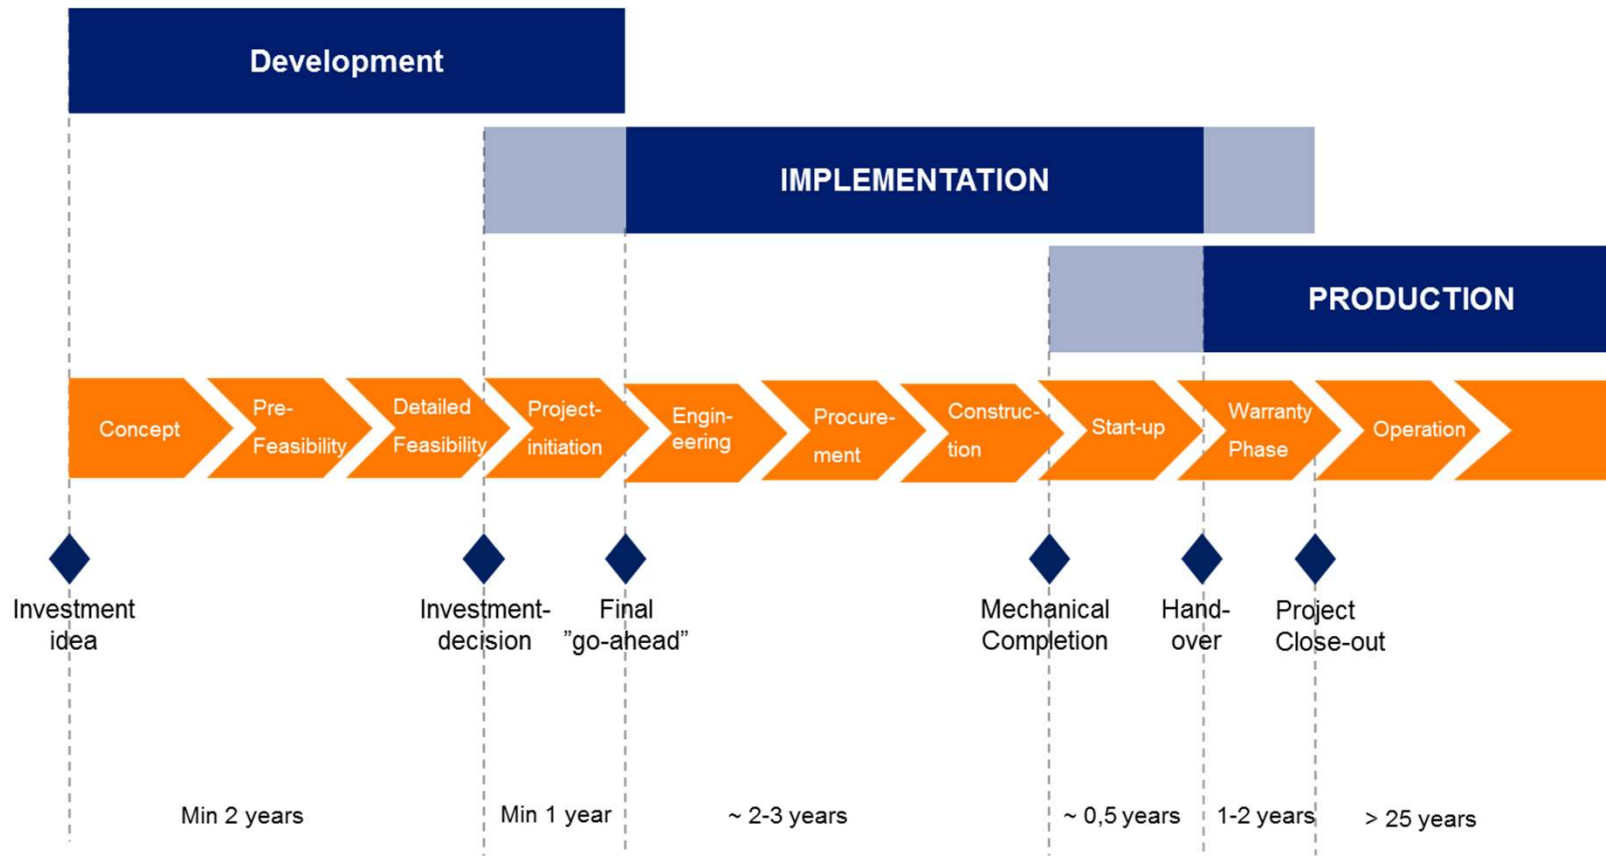 Development
IMPLEMENTATION
PRODUCTION
Concept
Pre-
Feasibility
Detailed
Feasibility
Project-
initiation
Engin-
eering
Procure-
ment
Construc-
tion
Start-up
Warranty
Phase
Operation
Investment
idea
Investment-
decision
Final
”go-ahead”
Mechanical
Completion
Hand-
over
Project
Close-out
Min 2 years
Min 1 year
~ 2-3 years
~ 0,5 years
1-2 years
> 25 years